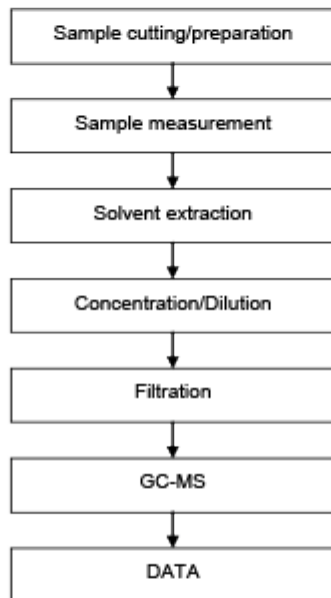 Sample cutting/preparation
Sample measurement
Solvent extraction
Concentration/Dilution
Filtration
GC-MS
DATA